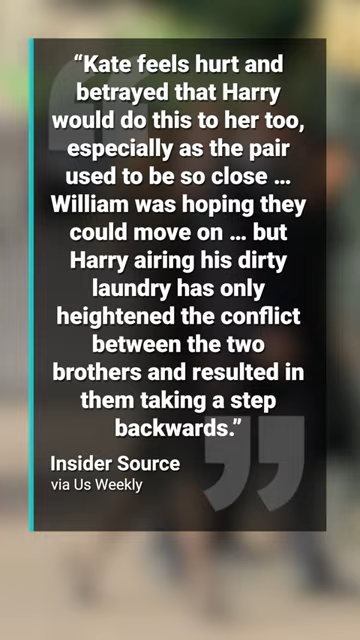 “Kate feels hurt and
betrayed that Harry
would do this to her too,
especially as the pair
used to be so close ...
William was hoping they
could move on ... but
Harry airing his dirty
laundry has only
heightened the conflict
between the two
brothers and resulted in
them taking a step
backwards.”
Insider Source
via Us Weekly